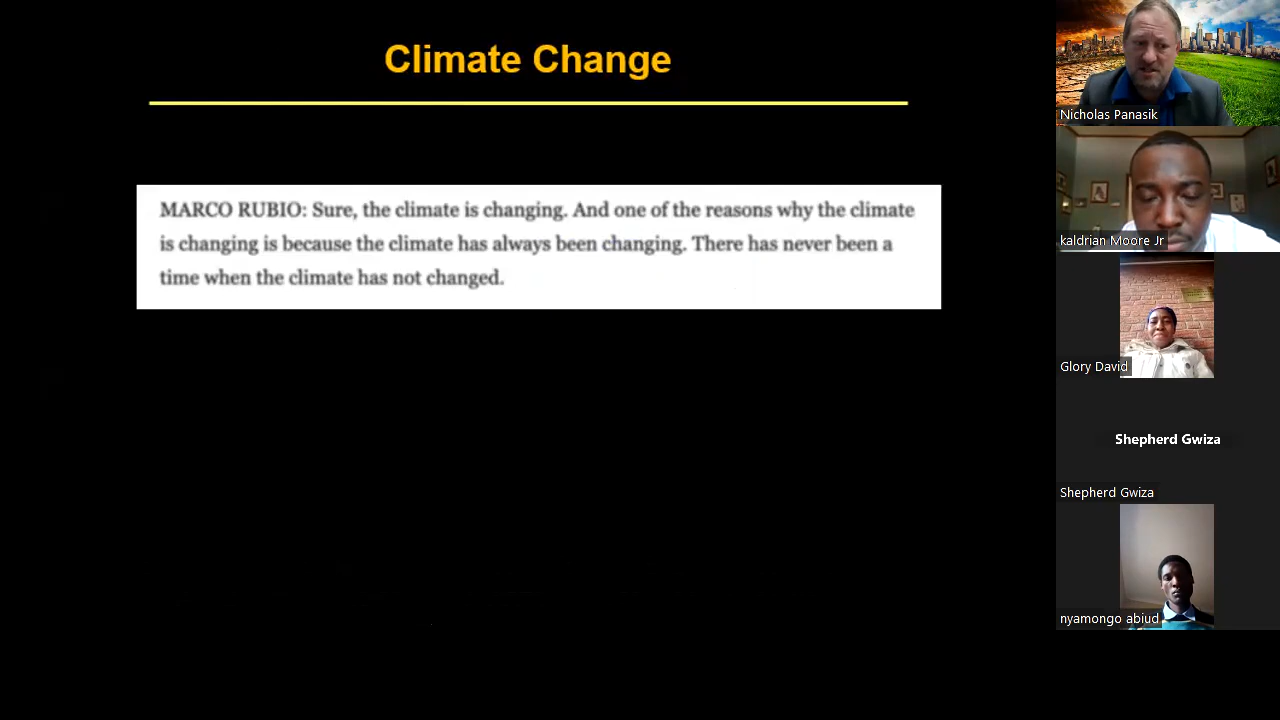 Climate Change
MARCO RUBIO: Sure, the climate is changing. And one of the reasons why the climate
is changing is because the climate has always been changing. There has never been a
time when the climate has not changed.
Nicholas Panasik
kaldrian Moore Jr
Glory David
Shepherd Gwiza
Shepherd Gwiza
nyamongo abiud